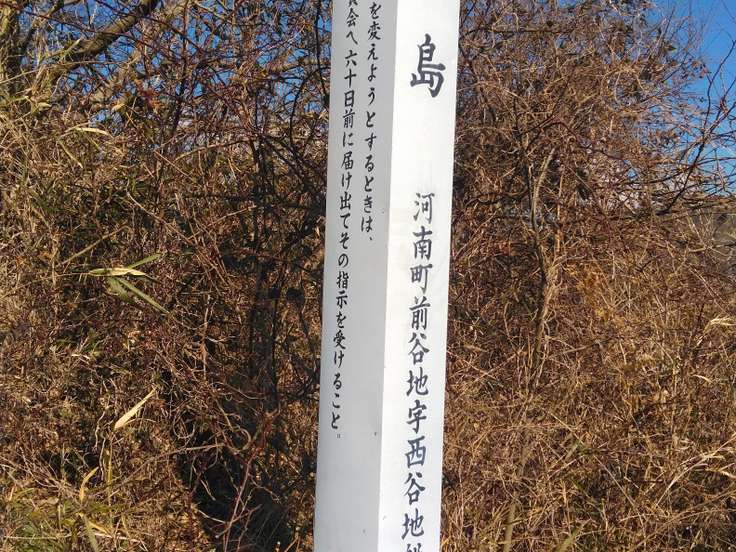 島
河南町前谷地字西谷地
を変えようとするときは、
会へ六十日前に届け出てその指示を受けること。